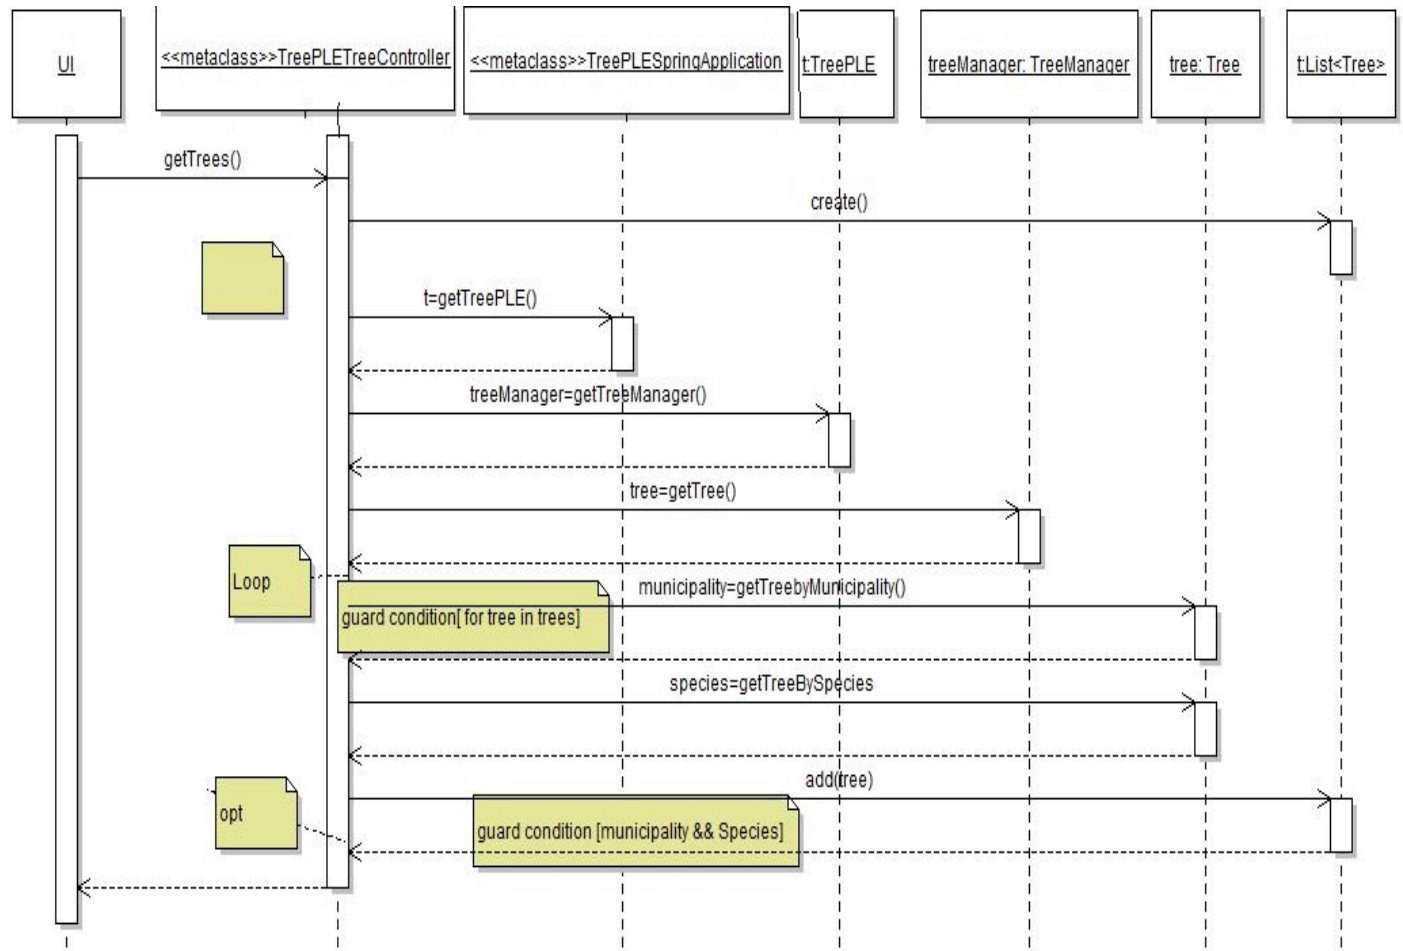 UI
<<metaclass>>TreePLETreeController
<<metaclass>>TreePLESpringApplication
t:TreePLE
treeManager: TreeManager
tree: Tree
t:List<Tree>
getTrees()
create()
t=getTreePLE()
treeManager=getTreeManager()
tree=getTree()
Loop
municipality=getTreebyMunicipality()
guard condition[ for tree in trees]
species=getTreeBySpecies
add(tree)
opt
guard condition [municipality && Species]